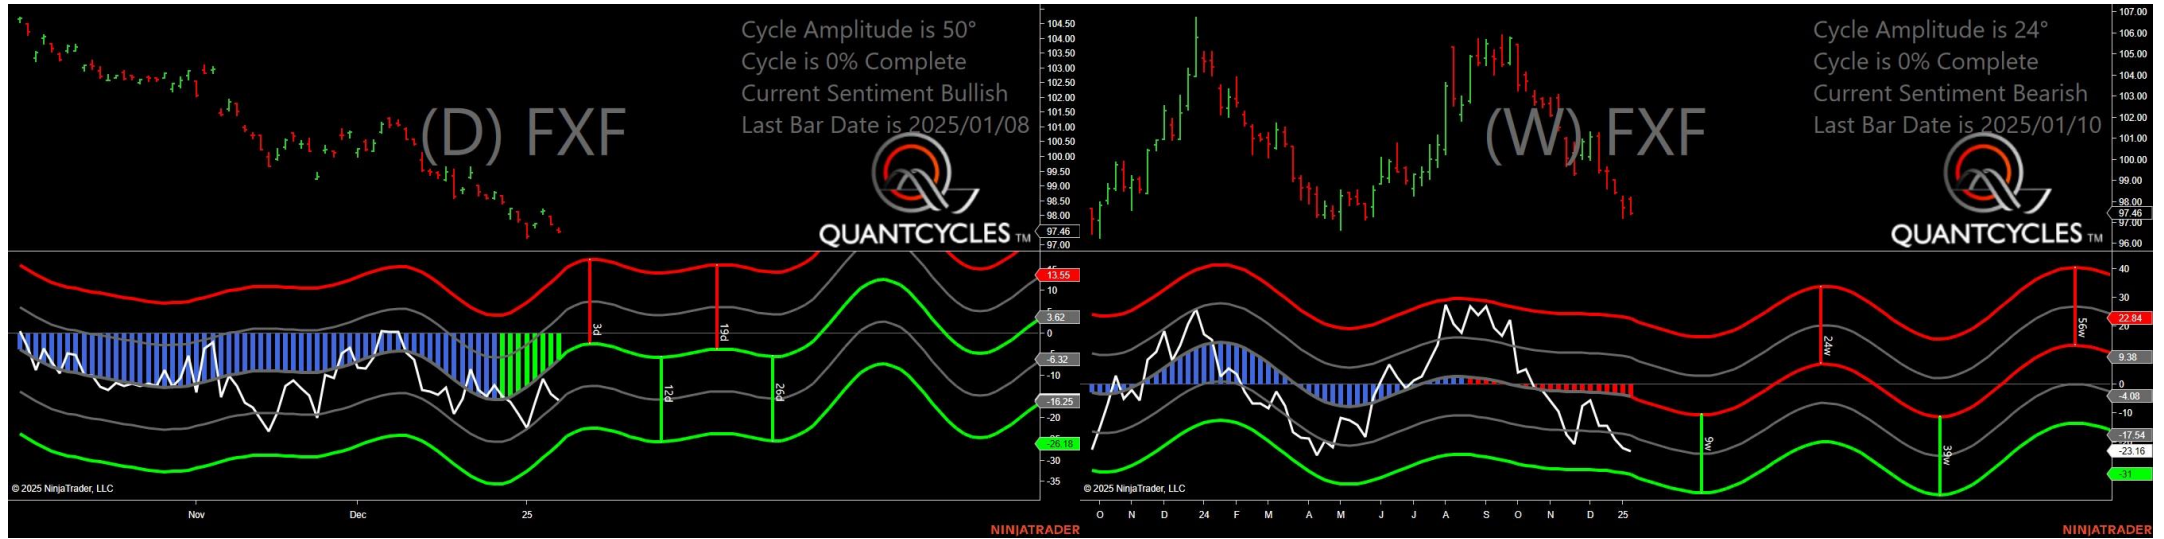 Cycle Amplitude is 50°
Cycle is 0% Complete
Current Sentiment Bullish
Last Bar Date is 2025/01/08
(D) FXF
QUANTCYCLES TM
104.50
104.00
103.50
103.00
102.50
102.00
101.50
101.00
100.50
100.00
99.50
99.00
98.50
98.00
97.46
97.00
13.55
10
3.62
0
-6.32
-10
-16.25
-20
-26.18
-30
-35
3d
12d
19d
26d
© 2025 NinjaTrader, LLC
Nov
Dec
25
NINJATRADER
Cycle Amplitude is 24°
Cycle is 0% Complete
Current Sentiment Bearish
Last Bar Date is 2025/01/10
(W) FXF
QUANTCYCLES TM
107.00
106.00
105.00
104.00
103.00
102.00
101.00
100.00
99.00
98.00
97.46
97.00
96.00
40
30
22.84
20
9.38
0
-4.08
-10
-17.54
-23.16
-31
9w
24w
39w
56w
© 2025 NinjaTrader, LLC
O N D 24 F M A M J J A S O N D 25
NINJATRADER